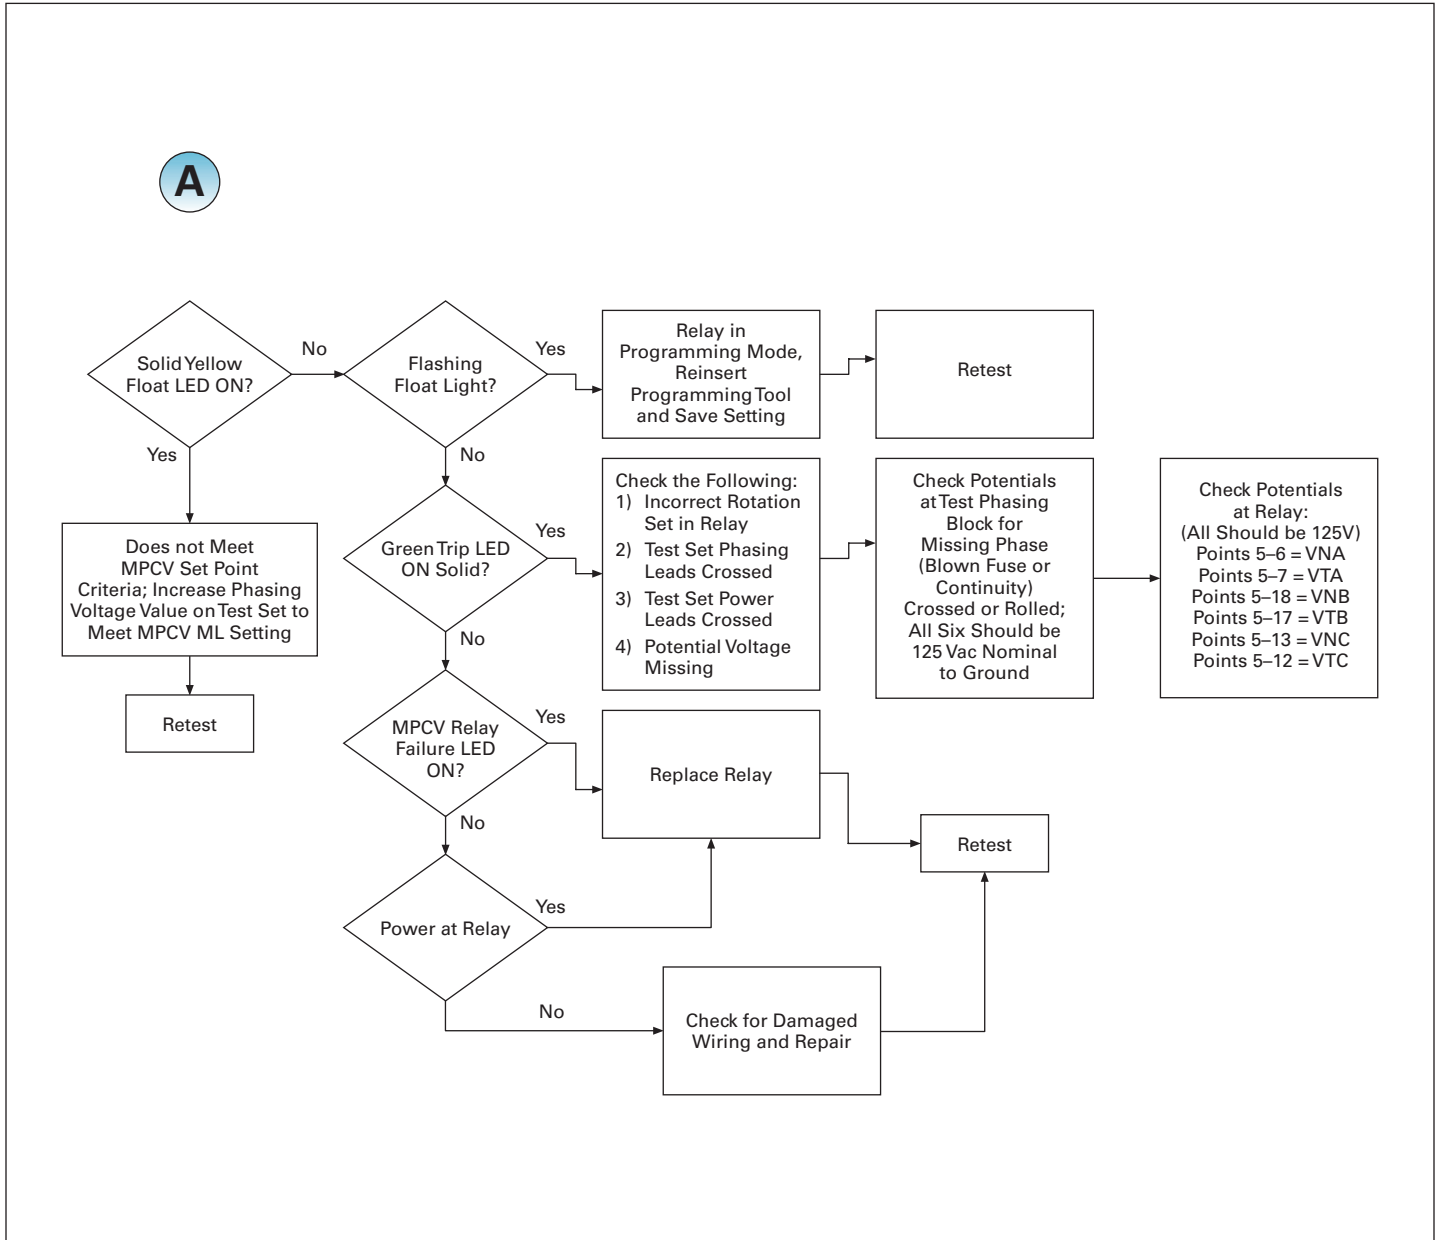 A
Solid Yellow
Float LED ON?
No
Yes
Does not Meet
MPCV Set Point
Criteria; Increase Phasing
Voltage Value on Test Set to
Meet MPCV ML Setting
Retest
Flashing
Float Light?
Yes
No
Relay in
Programming Mode,
Reinsert
Programming Tool
and Save Setting
Retest
Green Trip LED
ON Solid?
Yes
No
Check the Following:
1) Incorrect Rotation
Set in Relay
2) Test Set Phasing
Leads Crossed
3) Test Set Power
Leads Crossed
4) Potential Voltage
Missing
Check Potentials
at Test Phasing
Block for
Missing Phase
(Blown Fuse or
Continuity)
Crossed or Rolled;
All Six Should be
125 Vac Nominal
to Ground
Check Potentials
at Relay:
(All Should be 125V)
Points 5–6 = VNA
Points 5–7 = VTA
Points 5–18 = VNB
Points 5–17 = VTB
Points 5–13 = VNC
Points 5–12 = VTC
MPCV Relay
Failure LED
ON?
Yes
No
Replace Relay
Retest
Power at Relay
Yes
No
Check for Damaged
Wiring and Repair